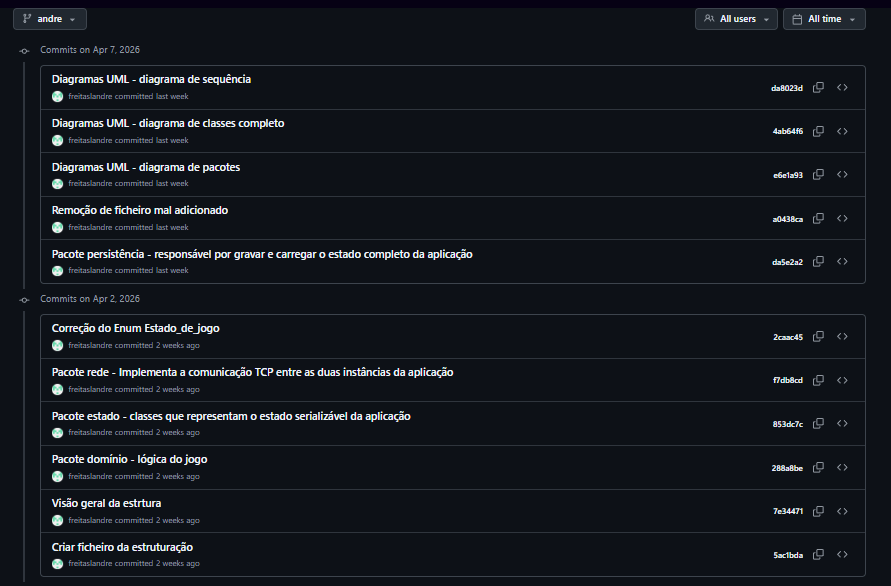 andre
All users
All time
Commits on Apr 7, 2026
Diagramas UML - diagrama de sequência
da8023d
freitaslandre committed last week
Diagramas UML - diagrama de classes completo
4ab64f6
freitaslandre committed last week
Diagramas UML - diagrama de pacotes
e6e1a93
freitaslandre committed last week
Remoção de ficheiro mal adicionado
a0438ca
freitaslandre committed last week
Pacote persistência - responsável por gravar e carregar o estado completo da aplicação
da5e2a2
freitaslandre committed last week
Commits on Apr 2, 2026
Correção do Enum Estado_de_jogo
2caac45
freitaslandre committed 2 weeks ago
Pacote rede - Implementa a comunicação TCP entre as duas instâncias da aplicação
f7db8cd
freitaslandre committed 2 weeks ago
Pacote estado - classes que representam o estado serializável da aplicação
853dc7c
freitaslandre committed 2 weeks ago
Pacote domínio - lógica do jogo
288a8be
freitaslandre committed 2 weeks ago
Visão geral da estrtura
7e34471
freitaslandre committed 2 weeks ago
Criar ficheiro da estruturação
5ac1bda
freitaslandre committed 2 weeks ago